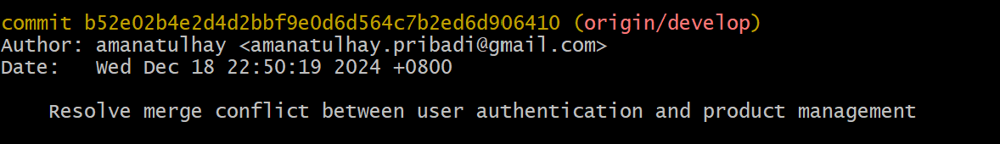 commit b52e02b4e2d4d2bbf9e0d6d564c7b2ed6d906410 (origin/develop)
Author: amanatulhay <amanatulhay.pribadi@gmail.com>
Date:   Wed Dec 18 22:50:19 2024 +0800
    Resolve merge conflict between user authentication and product management